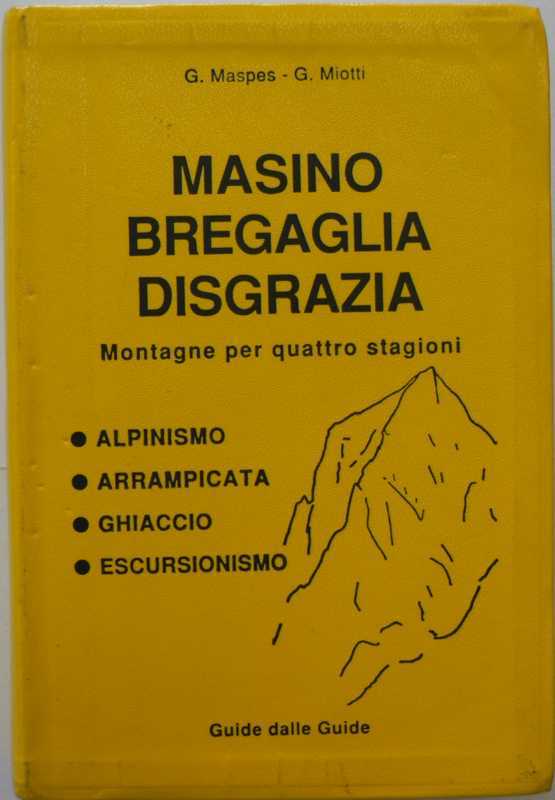 G. Maspes - G. Miotti
MASINO
BREGAGLIA
DISGRAZIA
Montagne per quattro stagioni
● ALPINISMO
● ARRAMPICATA
● GHIACCIO
● ESCURSIONISMO
Guide dalle Guide